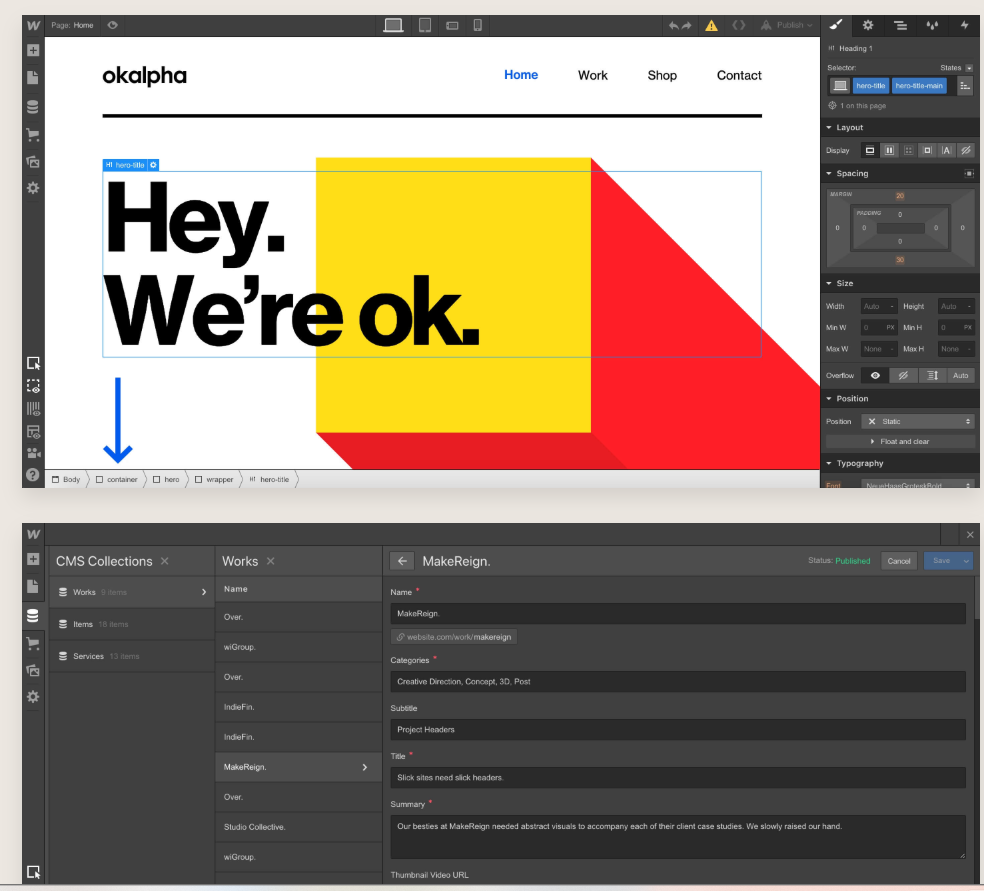 W Page: Home Publish
H1 Heading 1
Selector: States
hero-title hero-title-main
1 on this page
Layout
Display A
Spacing
MARGIN 20
PADDING 0
0 0 0 0
0
30
Size
Width Auto - Height Auto -
Min W 0 PX Min H 0 PX
Max W None - Max H None -
Overflow Auto
Position
Position Static
Float and clear
Typography
Font NeueHaasGroteskBold
okalpha Home Work Shop Contact
H1 hero-title
Hey.
We're ok.
Body container hero wrapper H1 hero-title
W
CMS Collections
Works 9 items
Items 16 items
Services 13 items
Works
Name
Over.
wiGroup.
Over.
IndieFin.
IndieFin.
MakeReign.
Over.
Studio Collective.
wiGroup.
MakeReign. Status: Published Cancel Save
Name *
MakeReign.
website.com/work/makereign
Categories *
Creative Direction, Concept, 3D, Post
Subtitle
Project Headers
Title *
Slick sites need slick headers.
Summary *
Our besties at MakeReign needed abstract visuals to accompany each of their client case studies. We slowly raised our hand.
Thumbnail Video URL